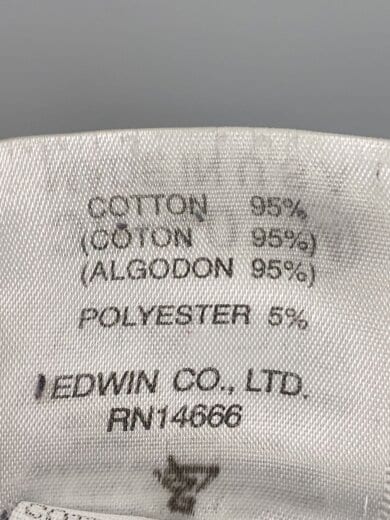 COTTON 95%
(COTON 95%)
(ALGODON 95%)
POLYESTER 5%
EDWIN CO., LTD.
RN14666